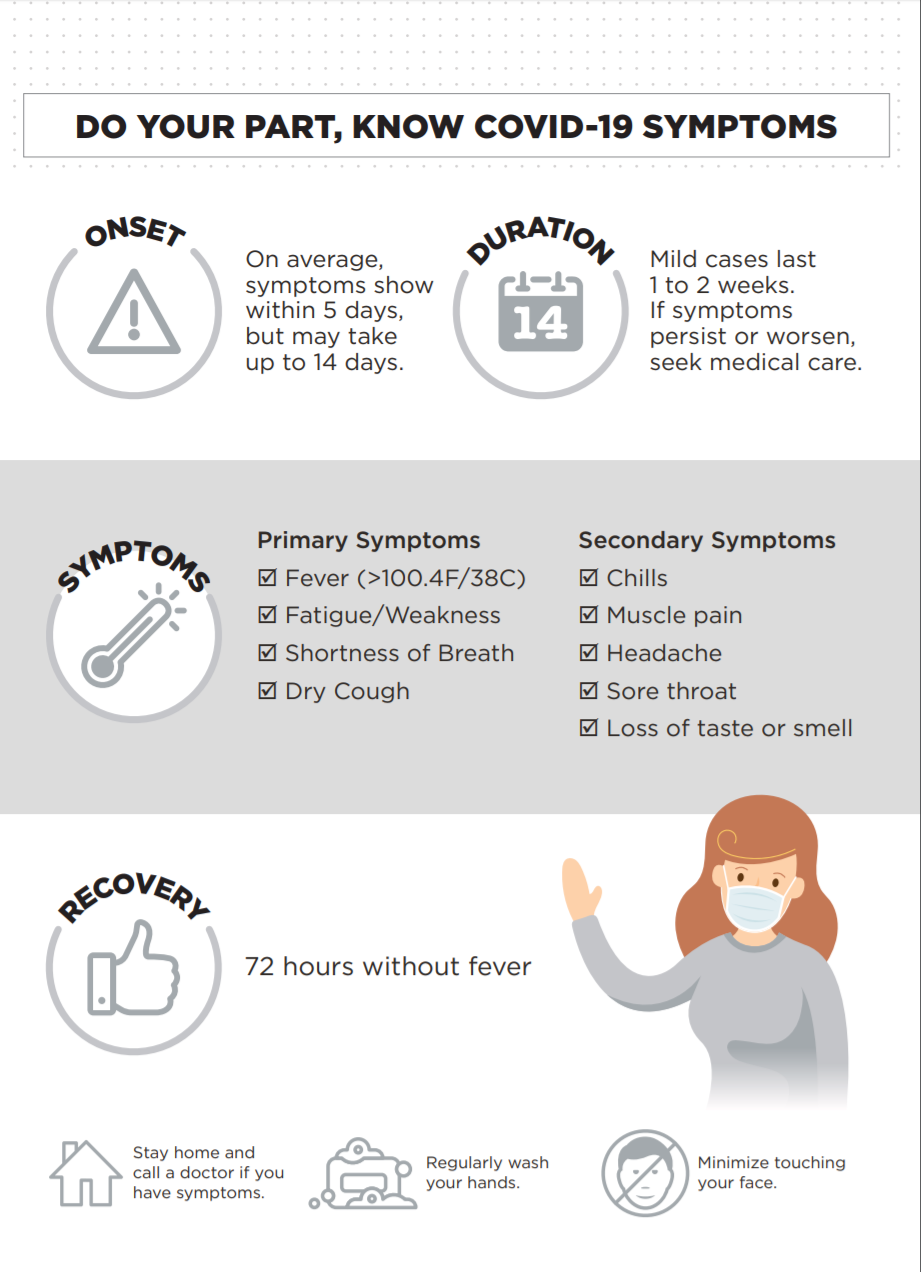 DO YOUR PART, KNOW COVID-19 SYMPTOMS
ONSET
On average,
symptoms show
within 5 days,
but may take
up to 14 days.
DURATION
14
Mild cases last
1 to 2 weeks.
If symptoms
persist or worsen,
seek medical care.
SYMPTOMS
Primary Symptoms
Fever (>100.4F/38C)
Fatigue/Weakness
Shortness of Breath
Dry Cough
Secondary Symptoms
Chills
Muscle pain
Headache
Sore throat
Loss of taste or smell
RECOVERY
72 hours without fever
Stay home and
call a doctor if you
have symptoms.
Regularly wash
your hands.
Minimize touching
your face.